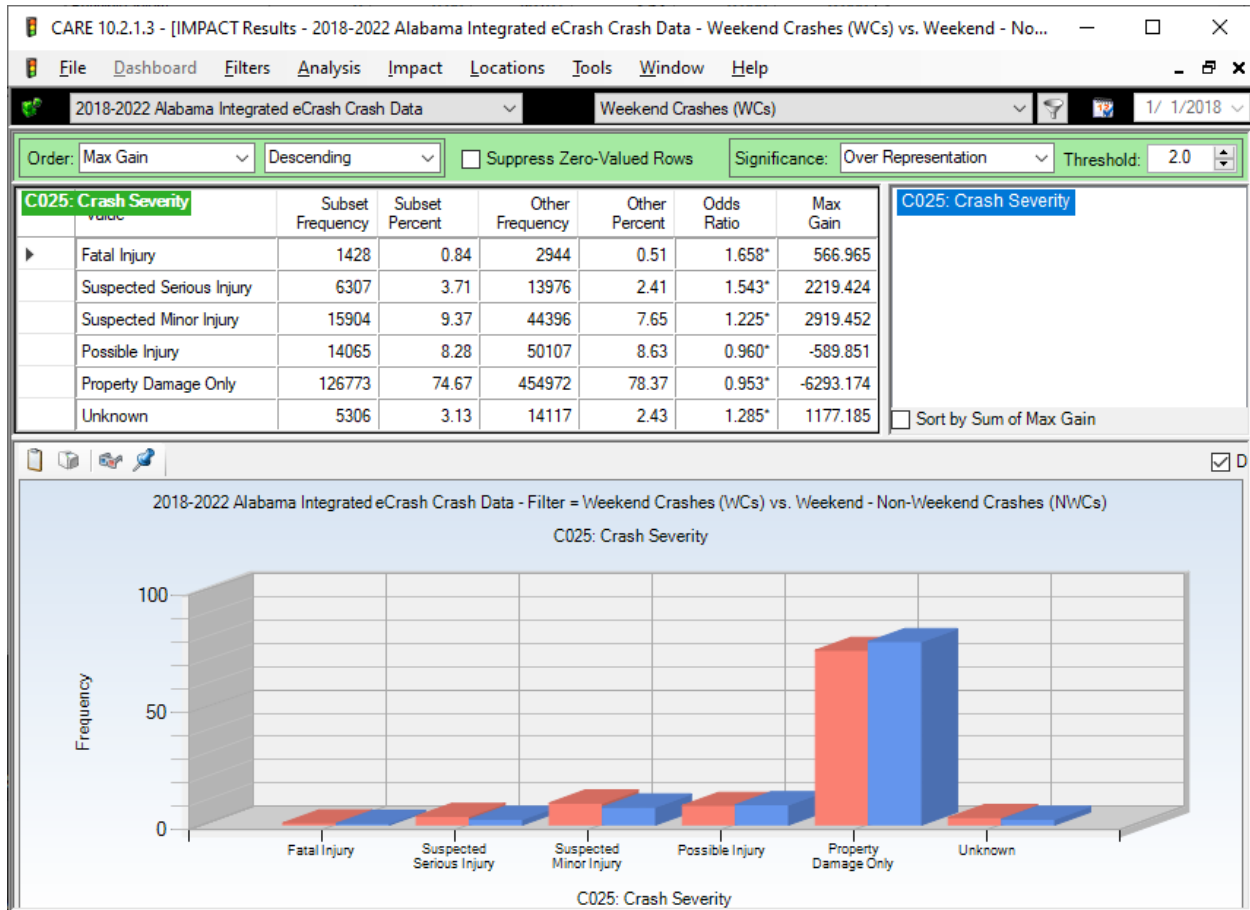 CARE 10.2.1.3 - [IMPACT Results - 2018-2022 Alabama Integrated eCrash Crash Data - Weekend Crashes (WCs) vs. Weekend - No...
File Dashboard Filters Analysis Impact Locations Tools Window Help
2018-2022 Alabama Integrated eCrash Crash Data Weekend Crashes (WCs) 1/ 1/2018
Order: Max Gain Descending Suppress Zero-Valued Rows Significance: Over Representation Threshold: 2.0
C025: Crash Severity Subset Frequency Subset Percent Other Frequency Other Percent Odds Ratio Max Gain C025: Crash Severity
Fatal Injury 1428 0.84 2944 0.51 1.658* 566.965
Suspected Serious Injury 6307 3.71 13976 2.41 1.543* 2219.424
Suspected Minor Injury 15904 9.37 44396 7.65 1.225* 2919.452
Possible Injury 14065 8.28 50107 8.63 0.960* -589.851
Property Damage Only 126773 74.67 454972 78.37 0.953* -6293.174
Unknown 5306 3.13 14117 2.43 1.285* 1177.185
Sort by Sum of Max Gain
D
2018-2022 Alabama Integrated eCrash Crash Data - Filter = Weekend Crashes (WCs) vs. Weekend - Non-Weekend Crashes (NWCs)
C025: Crash Severity
100
50
0
Frequency
Fatal Injury
Suspected Serious Injury
Suspected Minor Injury
Possible Injury
Property Damage Only
Unknown
C025: Crash Severity